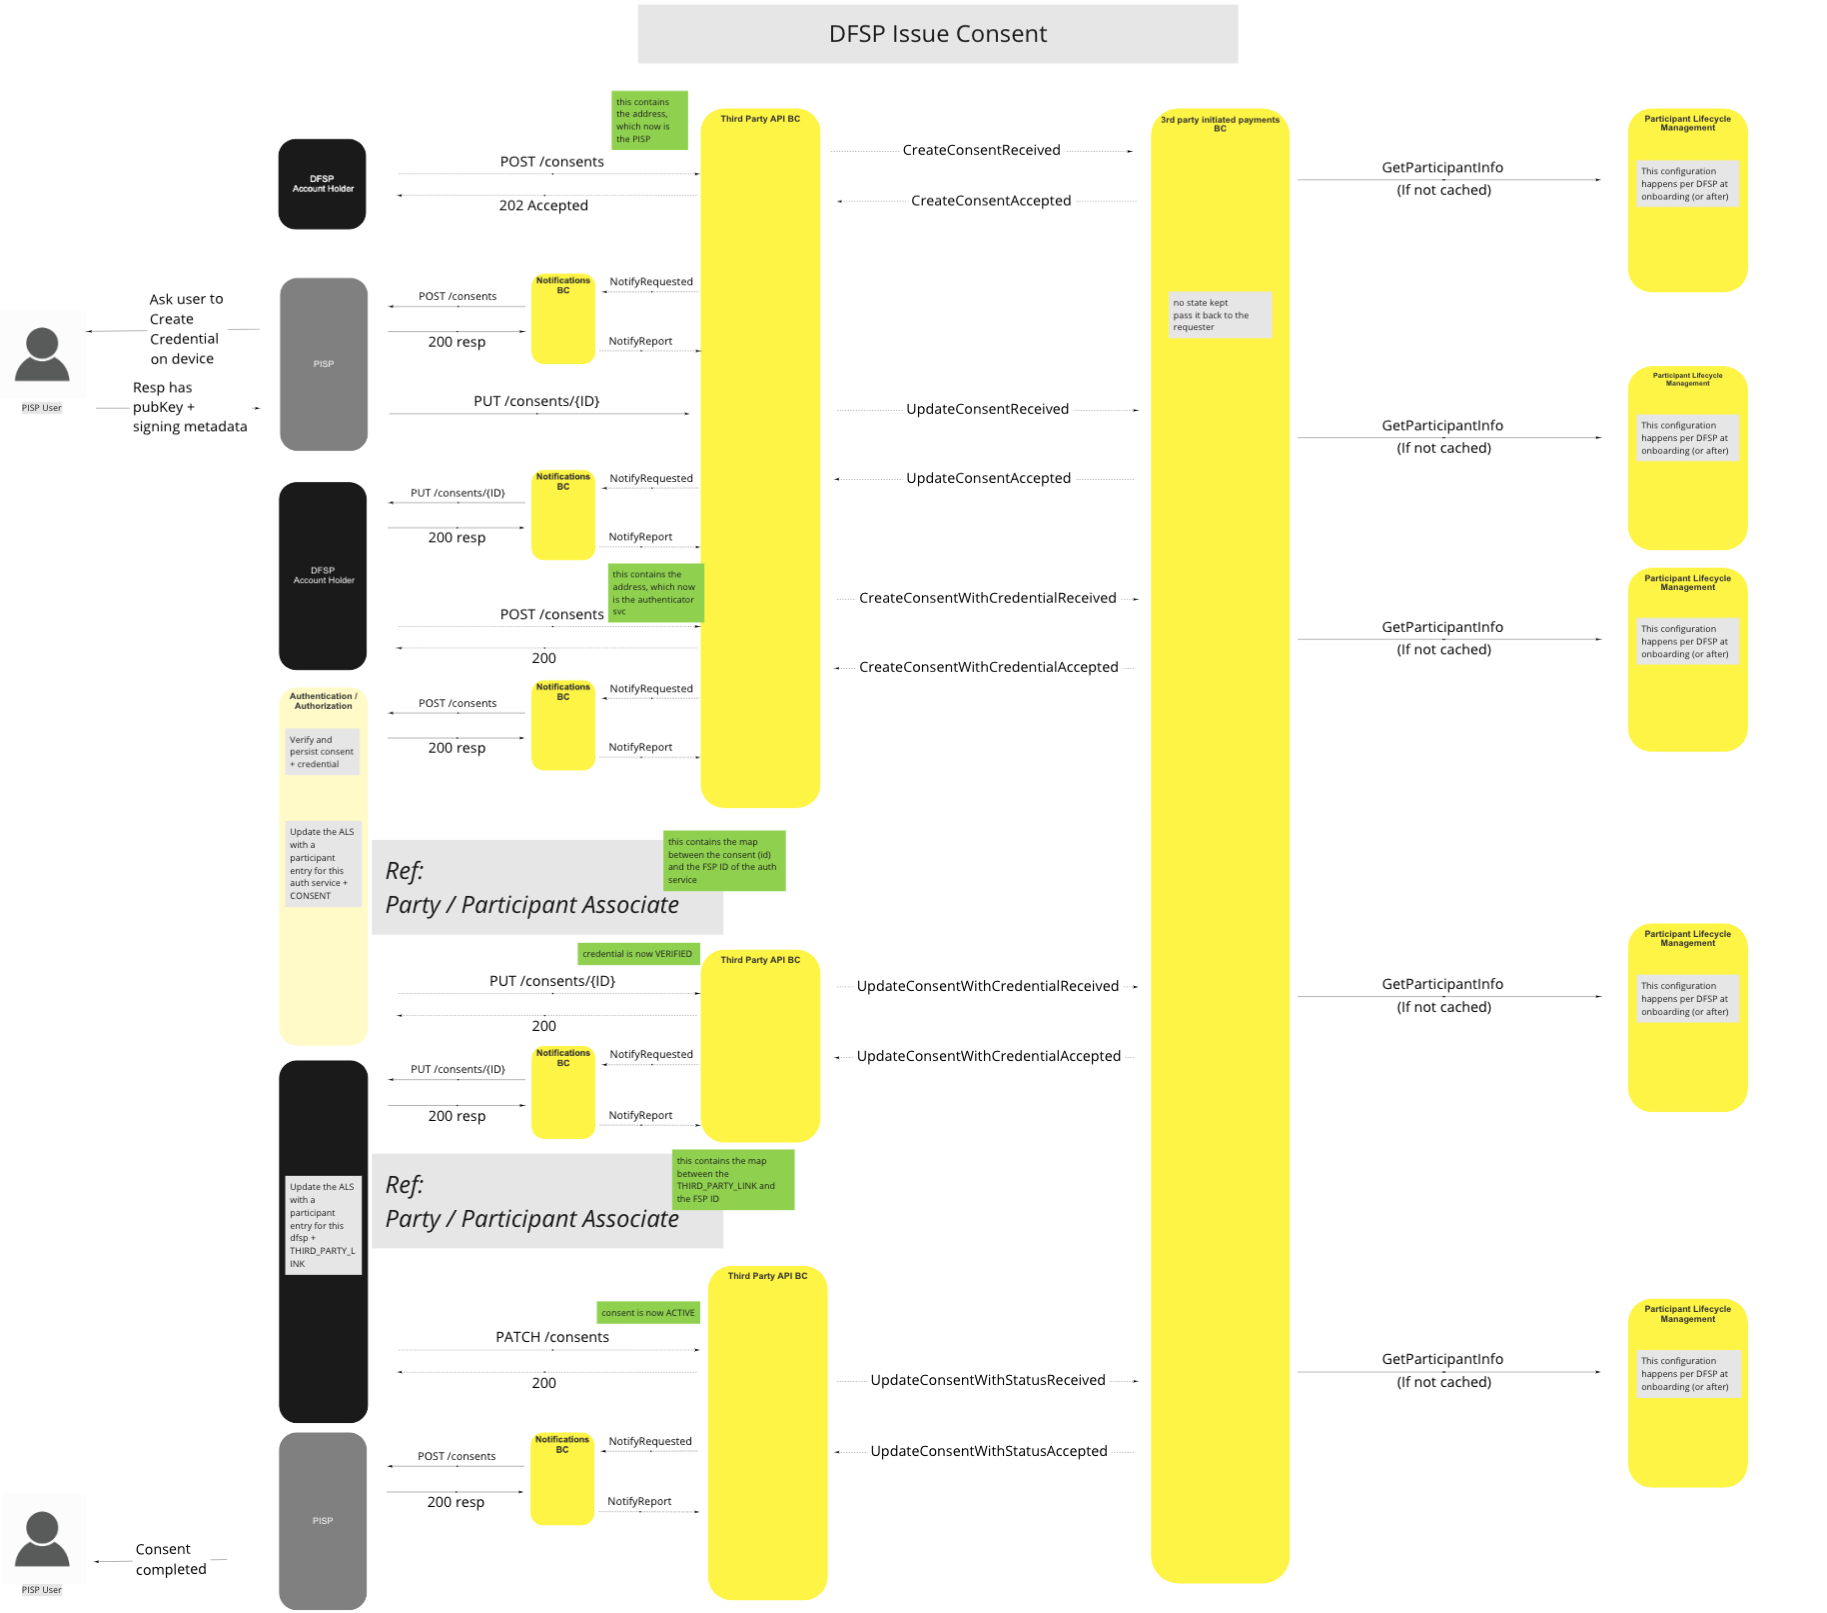 DFSP Issue Consent
this contains
the address,
which now is
the PISP
Third Party API BC
3rd party initiated payments
BC
Participant Lifecycle
Management
DFSP
Account Holder
POST /consents
202 Accepted
CreateConsentReceived
CreateConsentAccepted
GetParticipantInfo
(If not cached)
This configuration
happens per DFSP at
onboarding (or after)
Ask user to
Create
Credential
on device
Resp has
pubKey +
signing metadata
PISP User
PISP
POST /consents
200 resp
Notifications
BC
NotifyRequested
NotifyReport
no state kept
pass it back to the
requester
PUT /consents/{ID}
UpdateConsentReceived
UpdateConsentAccepted
Participant Lifecycle
Management
GetParticipantInfo
(If not cached)
This configuration
happens per DFSP at
onboarding (or after)
DFSP
Account Holder
PUT /consents/{ID}
200 resp
Notifications
BC
NotifyRequested
NotifyReport
this contains the
address, which now
is the authenticator
svc
POST /consents
200
CreateConsentWithCredentialReceived
CreateConsentWithCredentialAccepted
Participant Lifecycle
Management
GetParticipantInfo
(If not cached)
This configuration
happens per DFSP at
onboarding (or after)
Authentication /
Authorization
Verify and
persist consent
+ credential
POST /consents
200 resp
Notifications
BC
NotifyRequested
NotifyReport
Update the ALS
with a
participant
entry for this
auth service +
CONSENT
Ref:
Party / Participant Associate
this contains the map
between the consent (id)
and the FSP ID of the auth
service
credential is now VERIFIED
Third Party API BC
PUT /consents/{ID}
200
UpdateConsentWithCredentialReceived
UpdateConsentWithCredentialAccepted
Participant Lifecycle
Management
GetParticipantInfo
(If not cached)
This configuration
happens per DFSP at
onboarding (or after)
PUT /consents/{ID}
200 resp
Notifications
BC
NotifyRequested
NotifyReport
Update the ALS
with a
participant
entry for this
dfsp +
THIRD_PARTY_L
INK
Ref:
Party / Participant Associate
this contains the map
between the
THIRD_PARTY_LINK and
the FSP ID
Third Party API BC
consent is now ACTIVE
PATCH /consents
200
UpdateConsentWithStatusReceived
UpdateConsentWithStatusAccepted
Participant Lifecycle
Management
GetParticipantInfo
(If not cached)
This configuration
happens per DFSP at
onboarding (or after)
PISP
POST /consents
200 resp
Notifications
BC
NotifyRequested
NotifyReport
Consent
completed
PISP User